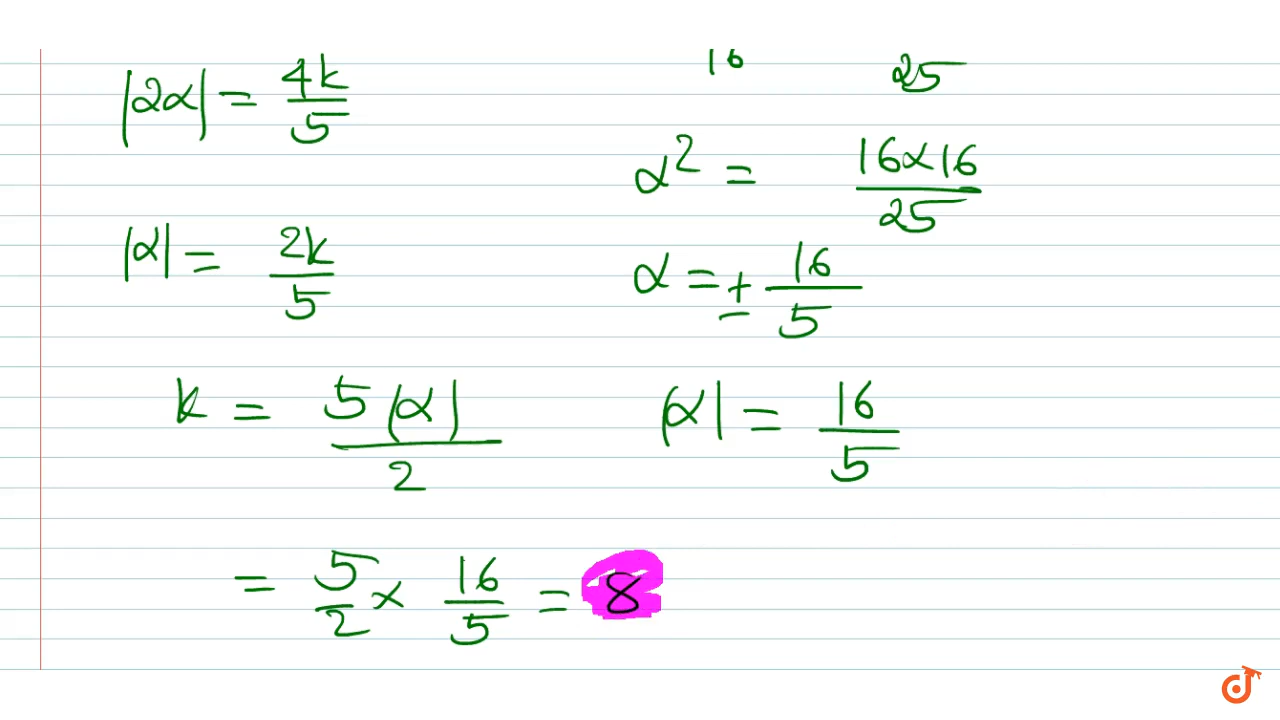 |2α| = 4k/5
|α| = 2k/5
k = 5|α|/2
= 5/2 × 16/5 = 8
16 25
α² = 16×16/25
α = ± 16/5
|α| = 16/5